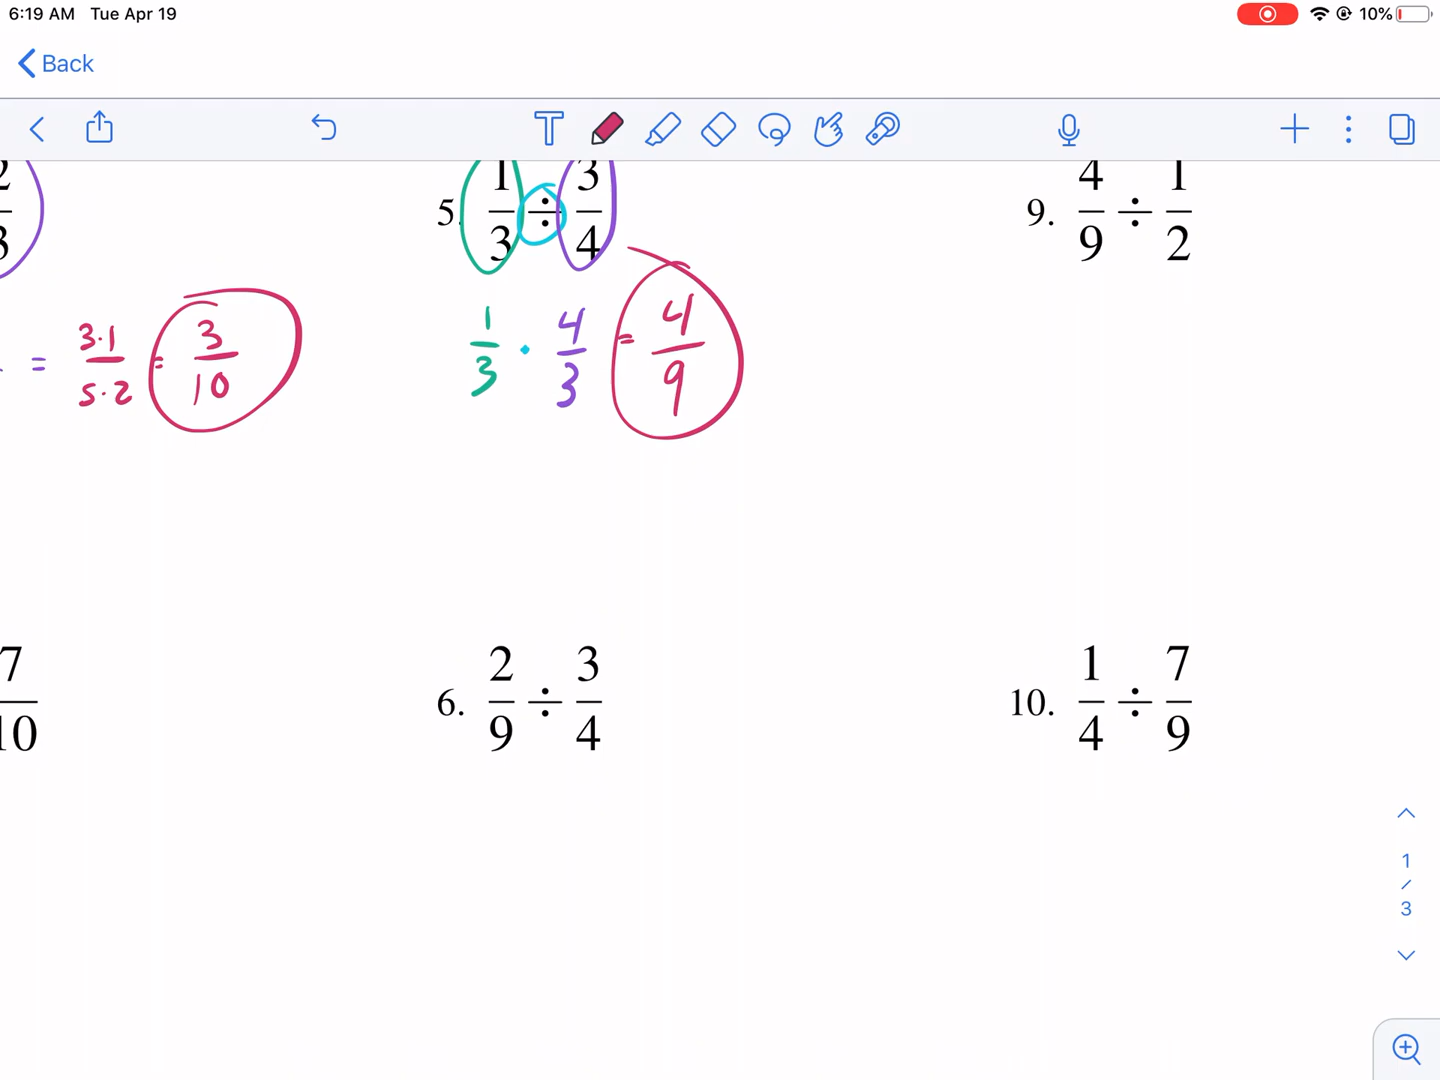 6:19 AM Tue Apr 19 10%
Back
T
2/3
5. 1/3 ÷ 3/4
9. 4/9 ÷ 1/2
= 3·1/5·2 = 3/10
1/3 · 4/3 = 4/9
7/10
6. 2/9 ÷ 3/4
10. 1/4 ÷ 7/9
1
/
3